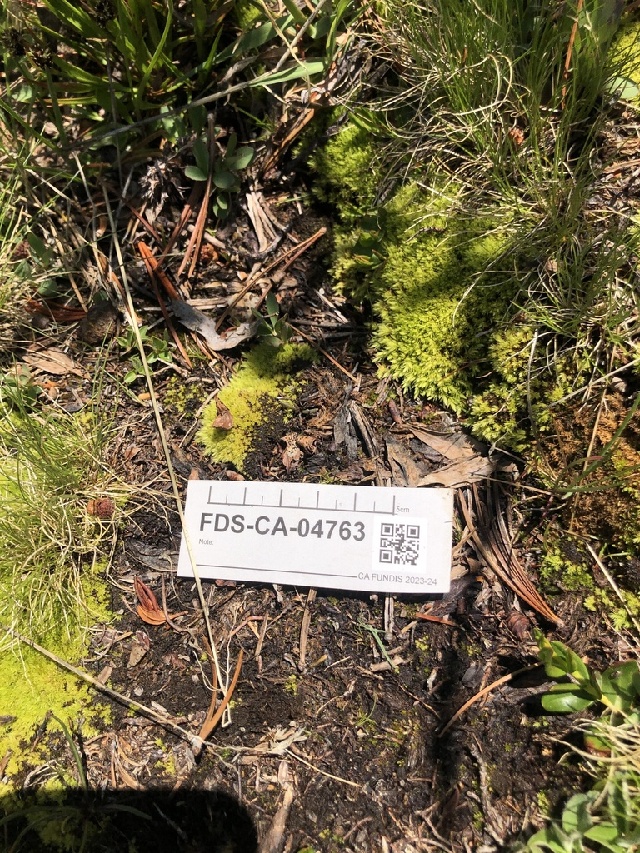 5cm
FDS-CA-04763
Note:
CA FUNDIS 2023-24